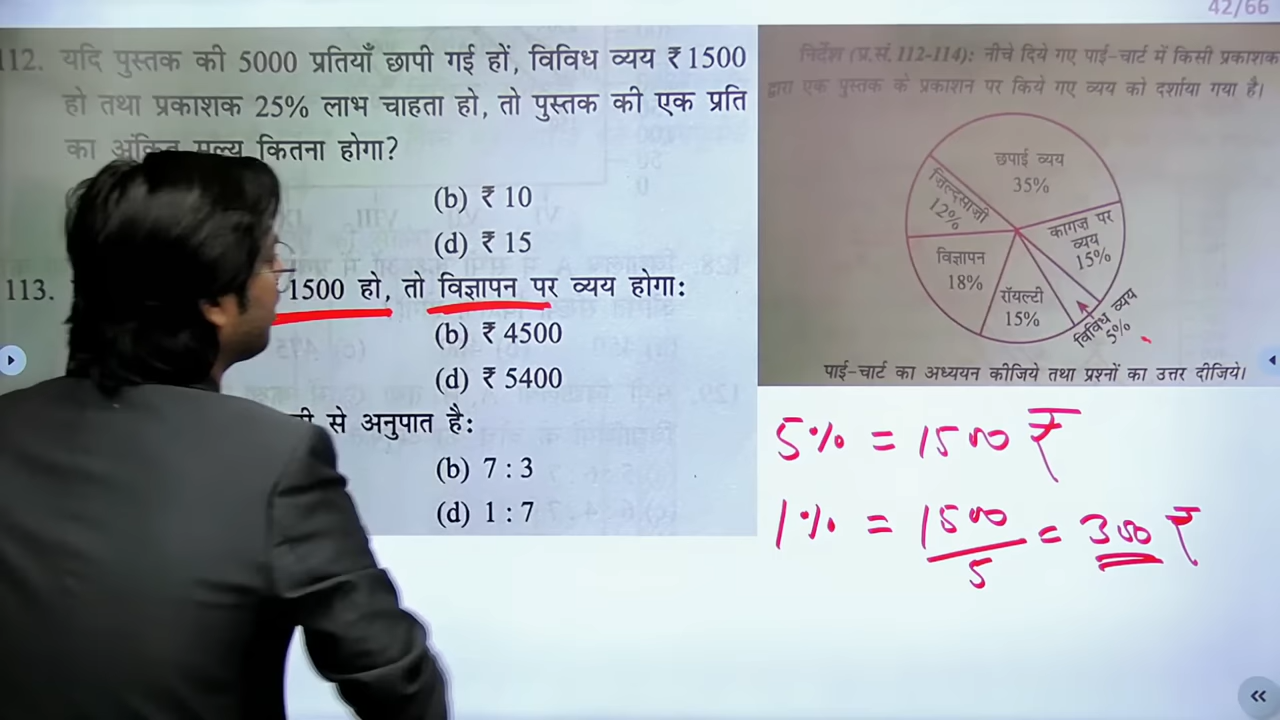 42/66
112. यदि पुस्तक की 5000 प्रतियाँ छापी गई हों, विविध व्यय ₹ 1500
हो तथा प्रकाशक 25% लाभ चाहता हो, तो पुस्तक की एक प्रति
का अंकित मूल्य कितना होगा?
(b) ₹ 10
(d) ₹ 15
113. 1500 हो, तो विज्ञापन पर व्यय होगा:
(b) ₹ 4500
(d) ₹ 5400
से अनुपात है:
(b) 7 : 3
(d) 1 : 7
निर्देश (प्र.सं. 112-114): नीचे दिये गए पाई-चार्ट में किसी प्रकाशक
द्वारा एक पुस्तक के प्रकाशन पर किये गए व्यय को दर्शाया गया है।
छपाई व्यय
35%
जिल्दसाजी
12%
कागज़ पर
व्यय
15%
विज्ञापन
18%
रॉयल्टी
15%
विविध व्यय
5%
पाई-चार्ट का अध्ययन कीजिये तथा प्रश्नों का उत्तर दीजिये।
5% = 1500 ₹
1% = 1500/5 = 300 ₹